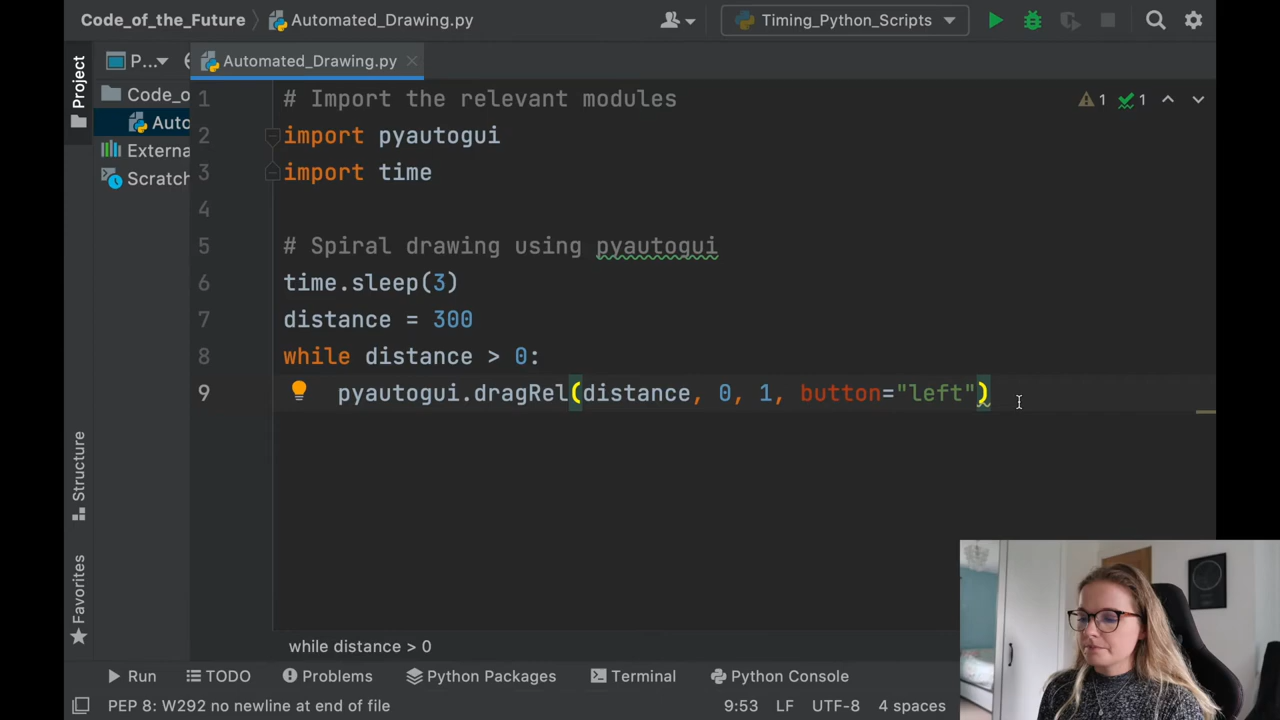 Code_of_the_Future
Automated_Drawing.py
Timing_Python_Scripts
Project
P...
Automated_Drawing.py
Code_o
Auto
Externa
Scratch
1
1
1 # Import the relevant modules
2 import pyautogui
3 import time
4
5 # Spiral drawing using pyautogui
6 time.sleep(3)
7 distance = 300
8 while distance > 0:
9 pyautogui.dragRel(distance, 0, 1, button="left")
Structure
Favorites
while distance > 0
Run TODO Problems Python Packages Terminal Python Console
PEP 8: W292 no newline at end of file 9:53 LF UTF-8 4 spaces